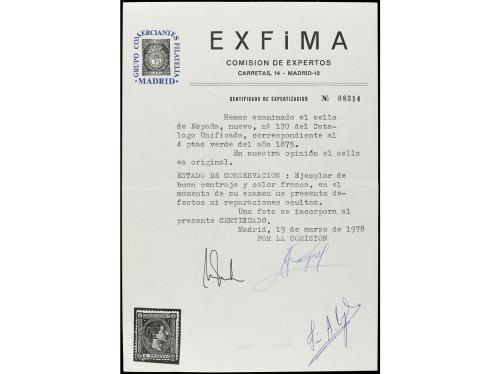 GRUPO COMERCIANTES FILATELIA
·MADRID·
EXFiMA
COMISION DE EXPERTOS
CARRETAS, 14 - MADRID-12
CERTIFICADO DE EXPERTIZACION № 08314
Hemos examinado el sello
de España, nuevo, nº 170 del Catá-
logo Unificado, correspondiente al
4 ptas verde del año 1875.
En nuestra opinión el sello
es original.
ESTADO DE CONSERVACION : Ejemplar de
buen centraje y color fresco, en el
momento de su examen no presenta de-
fectos ni reparaciones ocultas.
Una foto se incorpora al
presente CERTIFICADO.
Madrid, 19 de marzo de 1978
POR LA COMISION